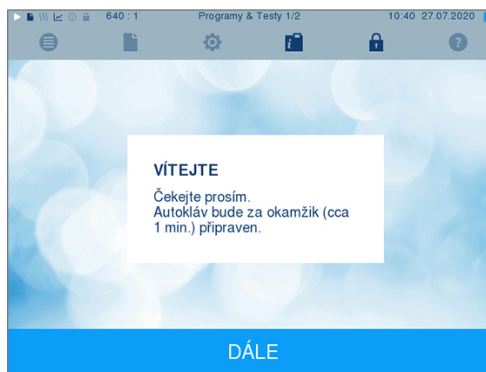 640 : 1 Programy & Testy 1/2 10:40 27.07.2020
VÍTEJTE
Čekejte prosím.
Autokláv bude za okamžik (cca
1 min.) připraven.
DÁLE